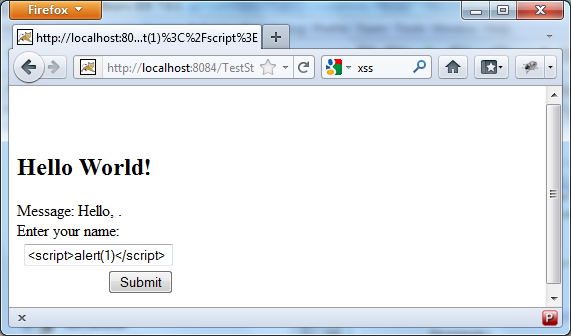 Firefox
http://localhost:80...t(1)%3C%2Fscript%3E
http://localhost:8084/TestSt
xss
Hello World!
Message: Hello, .
Enter your name:
<script>alert(1)</script>
Submit